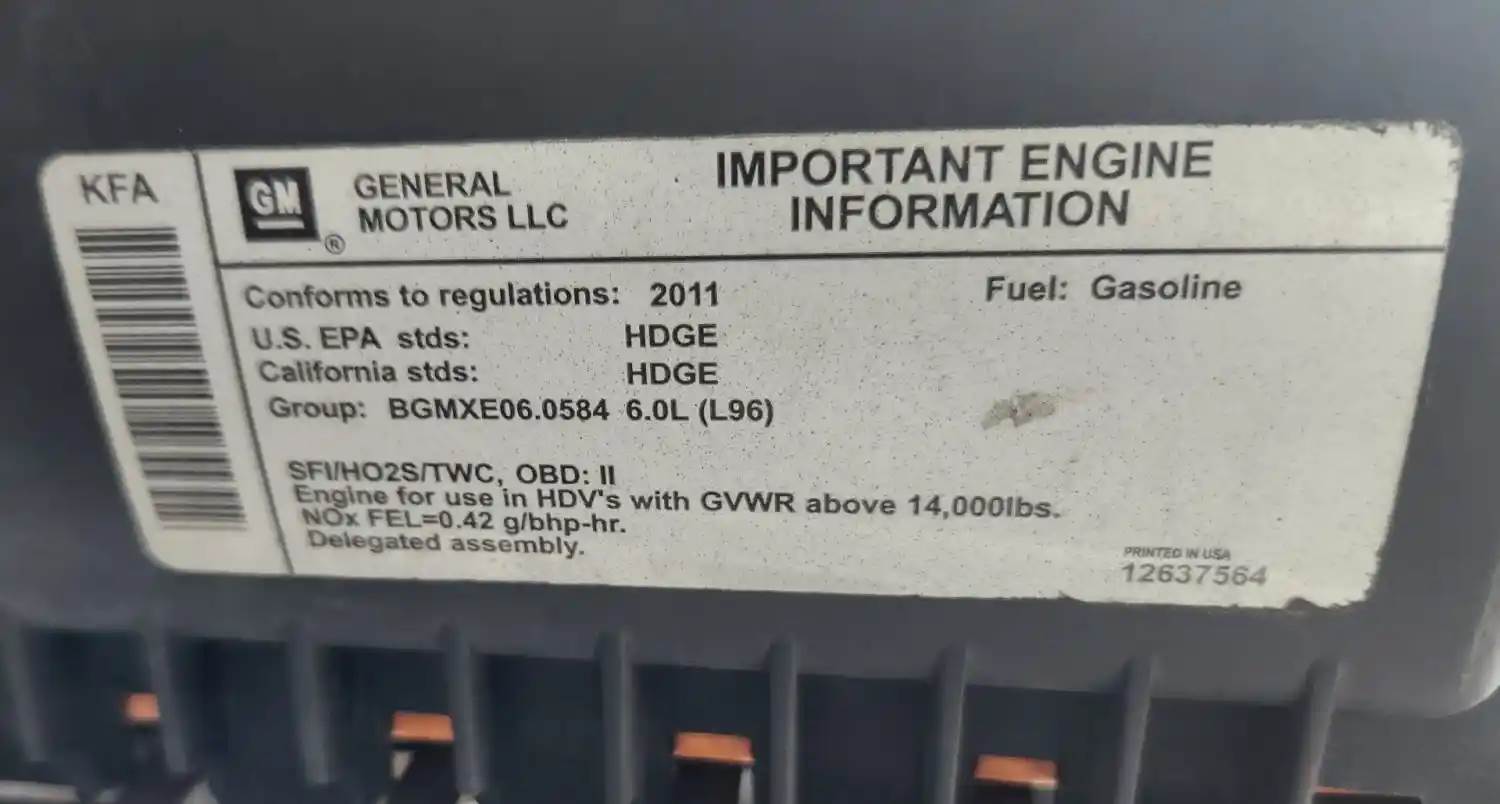 KFA
GM ®
GENERAL
MOTORS LLC
IMPORTANT ENGINE
INFORMATION
Conforms to regulations: 2011
Fuel: Gasoline
U.S. EPA stds: HDGE
California stds: HDGE
Group: BGMXE06.0584 6.0L (L96)
SFI/HO2S/TWC, OBD: II
Engine for use in HDV's with GVWR above 14,000lbs.
NOx FEL=0.42 g/bhp-hr.
Delegated assembly.
PRINTED IN USA
12637564